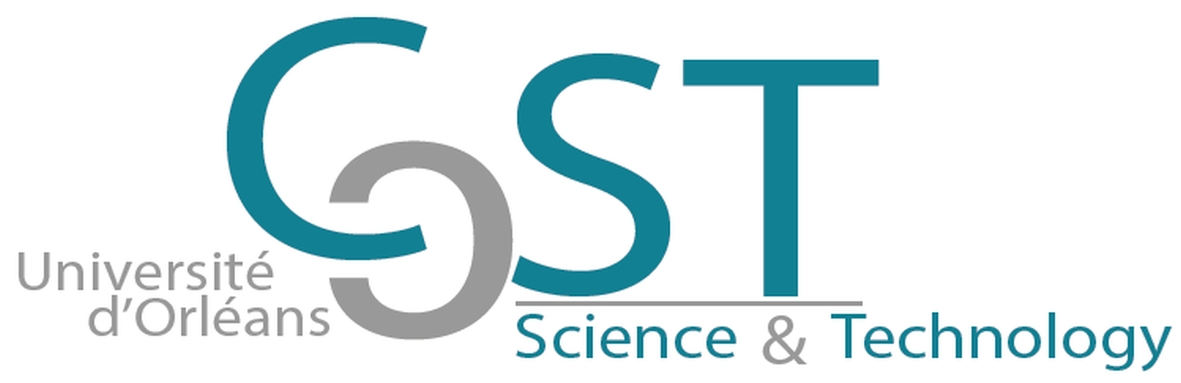 COST
Université
d'Orléans
Science & Technology